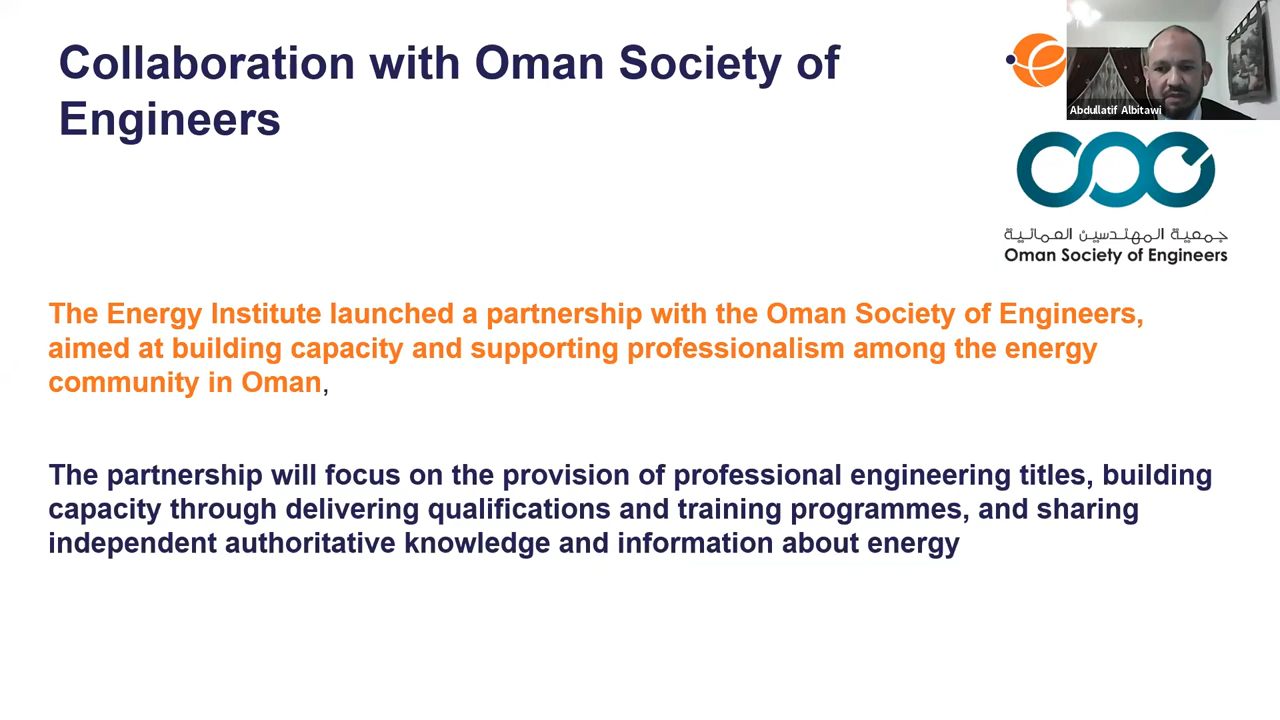 Collaboration with Oman Society of
Engineers
Abdullatif Albitawi
جمعية المهندسين العمانية
Oman Society of Engineers
The Energy Institute launched a partnership with the Oman Society of Engineers,
aimed at building capacity and supporting professionalism among the energy
community in Oman,
The partnership will focus on the provision of professional engineering titles, building
capacity through delivering qualifications and training programmes, and sharing
independent authoritative knowledge and information about energy